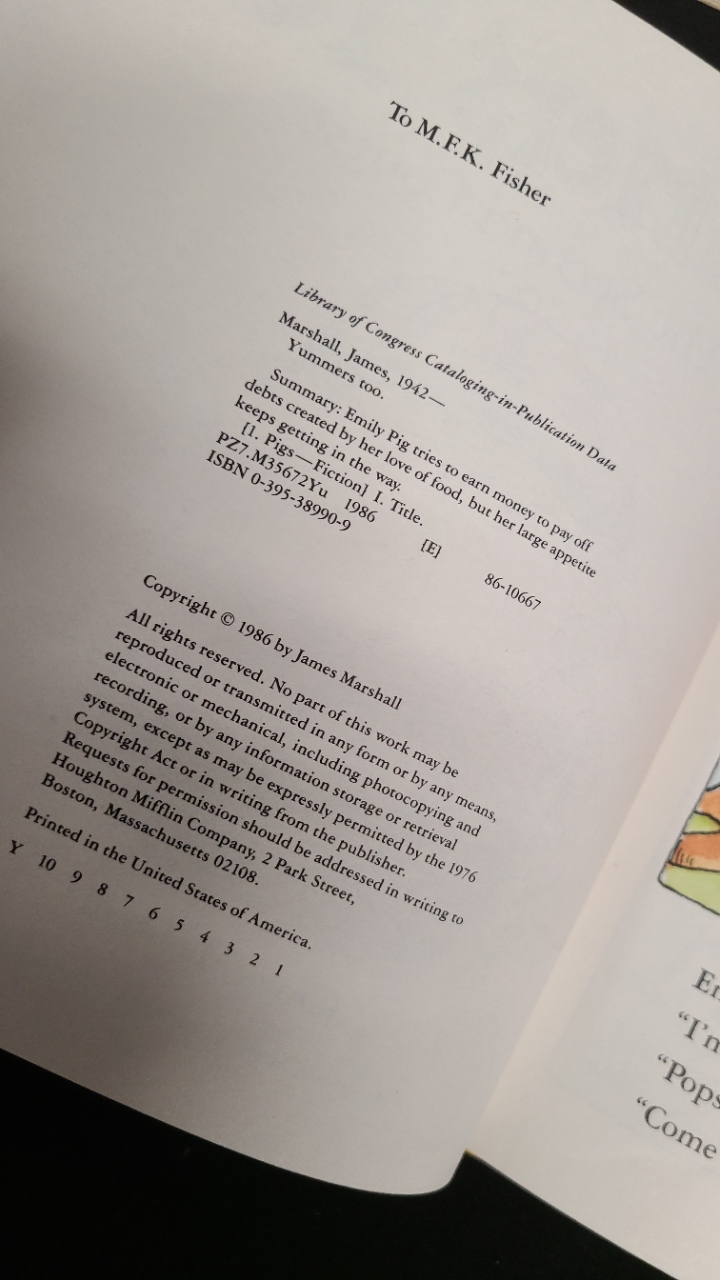 To M.F.K. Fisher
Library of Congress Cataloging-in-Publication Data
Marshall, James, 1942—
Yummers too.
Summary: Emily Pig tries to earn money to pay off
debts created by her love of food, but her large appetite
keeps getting in the way.
[1. Pigs—Fiction] I. Title.
PZ7.M35672Yu 1986 [E] 86-10667
ISBN 0-395-38990-9
Copyright © 1986 by James Marshall
All rights reserved. No part of this work may be
reproduced or transmitted in any form or by any means,
electronic or mechanical, including photocopying and
recording, or by any information storage or retrieval
system, except as may be expressly permitted by the 1976
Copyright Act or in writing from the publisher.
Requests for permission should be addressed in writing to
Houghton Mifflin Company, 2 Park Street,
Boston, Massachusetts 02108.
Printed in the United States of America.
Y 10 9 8 7 6 5 4 3 2 1
“I’m
“Pops
“Come